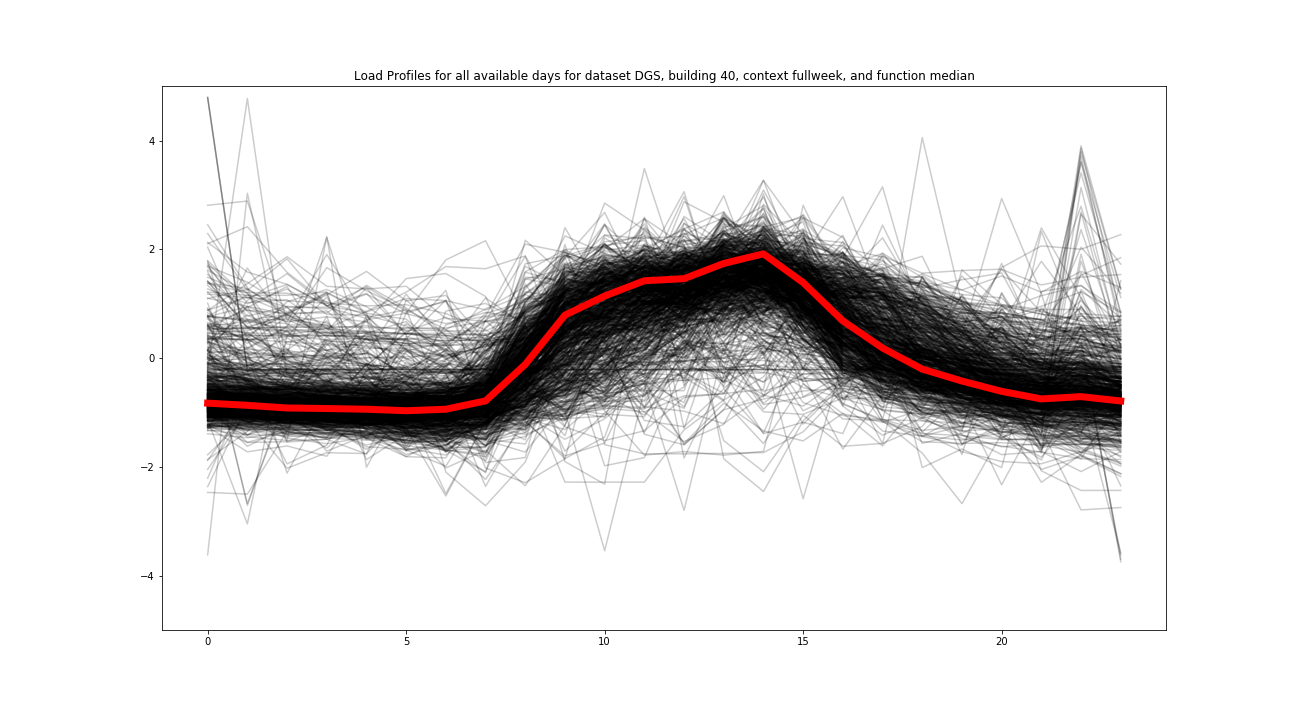 Load Profiles for all available days for dataset DGS, building 40, context fullweek, and function median
4
2
0
−2
−4
0 5 10 15 20